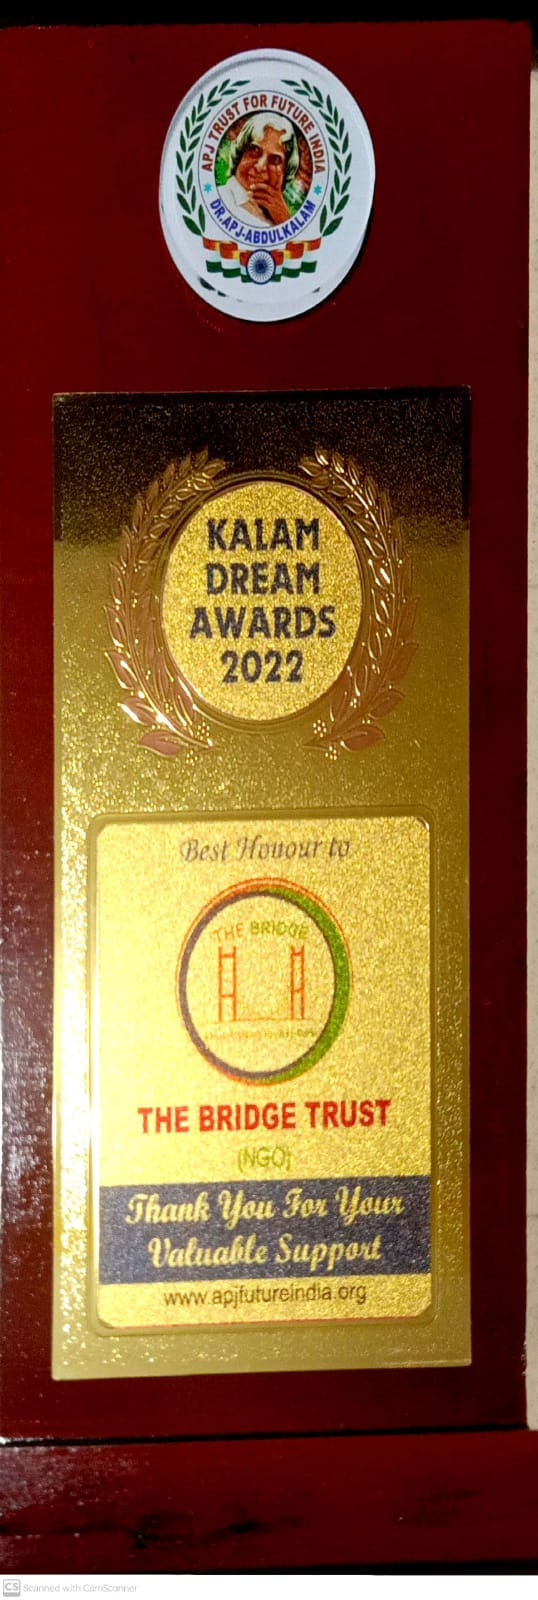 APJ TRUST FOR FUTURE INDIA
DR.APJ-ABDULKALAM
KALAM
DREAM
AWARDS
2022
Best Honour to
THE BRIDGE
THE BRIDGE TRUST
(NGO)
Thank You For Your
Valuable Support
www.apjfutureindia.org
CS Scanned with CamScanner